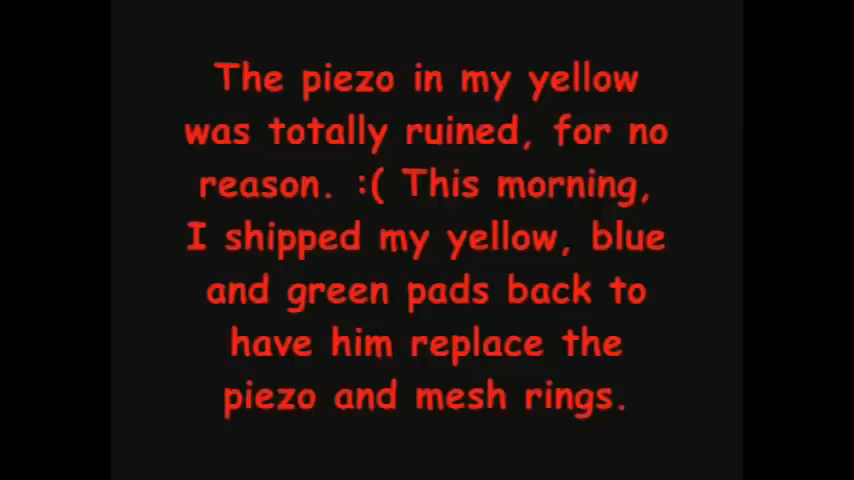 The piezo in my yellow
was totally ruined, for no
reason. :( This morning,
I shipped my yellow, blue
and green pads back to
have him replace the
piezo and mesh rings.